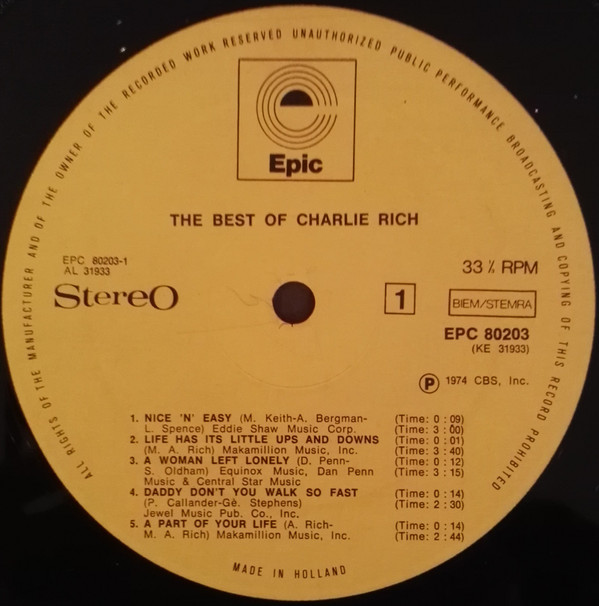 ALL RIGHTS OF THE MANUFACTURER AND OF THE OWNER OF THE RECORDED WORK RESERVED UNAUTHORIZED PUBLIC PERFORMANCE BROADCASTING AND COPYING OF THIS RECORD PROHIBITED
Epic
THE BEST OF CHARLIE RICH
EPC 80203-1
AL 31933
Stereo
33⅓ RPM
1
BIEM/STEMRA
EPC 80203
(KE 31933)
Ⓟ 1974 CBS, Inc.
1. NICE 'N' EASY (M. Keith-A. Bergman- (Time: 0 : 09)
L. Spence) Eddie Shaw Music Corp. (Time: 3 : 00)
2. LIFE HAS ITS LITTLE UPS AND DOWNS (Time: 0 : 01)
(M. A. Rich) Makamillion Music, Inc. (Time: 3 : 40)
3. A WOMAN LEFT LONELY (D. Penn- (Time: 0 : 12)
S. Oldham) Equinox Music, Dan Penn (Time: 3 : 15)
Music & Central Star Music
4. DADDY DON'T YOU WALK SO FAST (Time: 0 : 14)
(P. Callander-Gè. Stephens) (Time: 2 : 30)
Jewel Music Pub. Co., Inc.
5. A PART OF YOUR LIFE (A. Rich- (Time: 0 : 14)
M. A. Rich) Makamillion Music, Inc. (Time: 2 : 44)
MADE IN HOLLAND